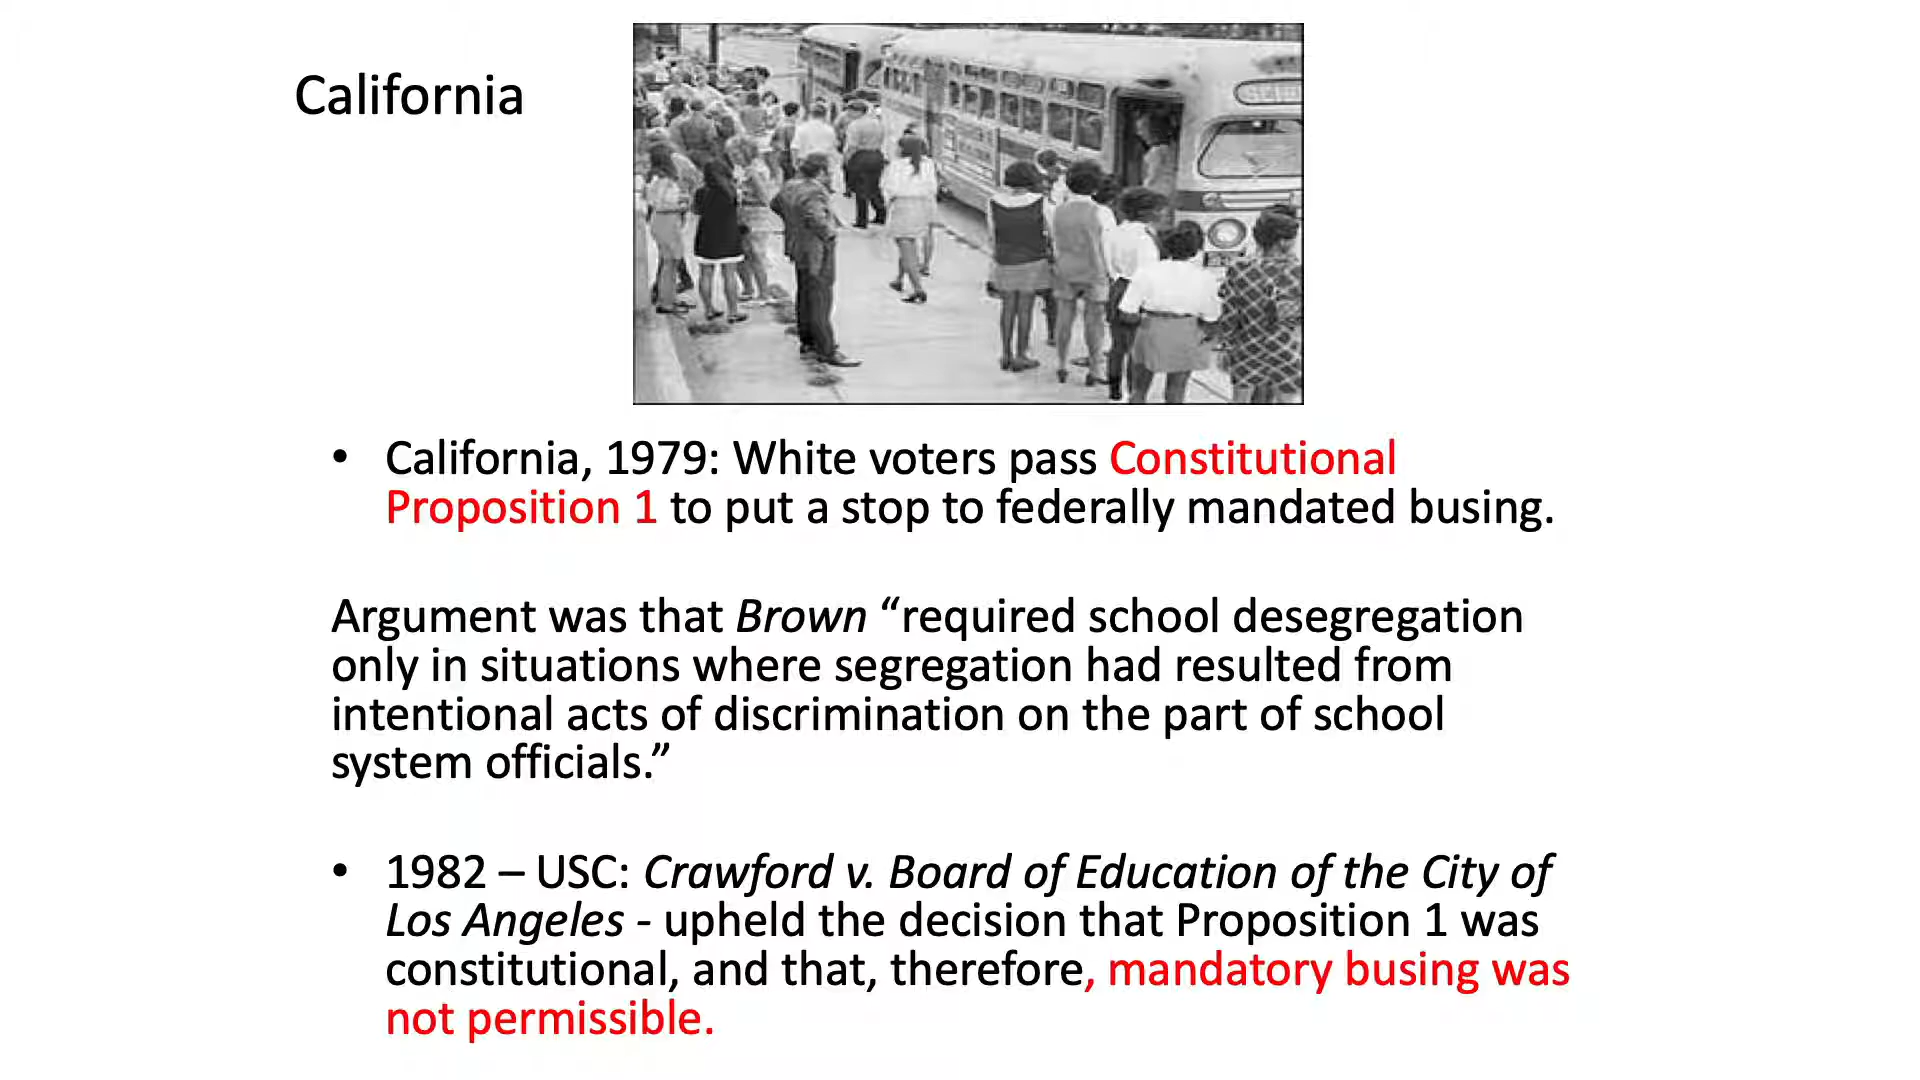 California
• California, 1979: White voters pass Constitutional
Proposition 1 to put a stop to federally mandated busing.
Argument was that Brown “required school desegregation
only in situations where segregation had resulted from
intentional acts of discrimination on the part of school
system officials.”
• 1982 – USC: Crawford v. Board of Education of the City of
Los Angeles - upheld the decision that Proposition 1 was
constitutional, and that, therefore, mandatory busing was
not permissible.